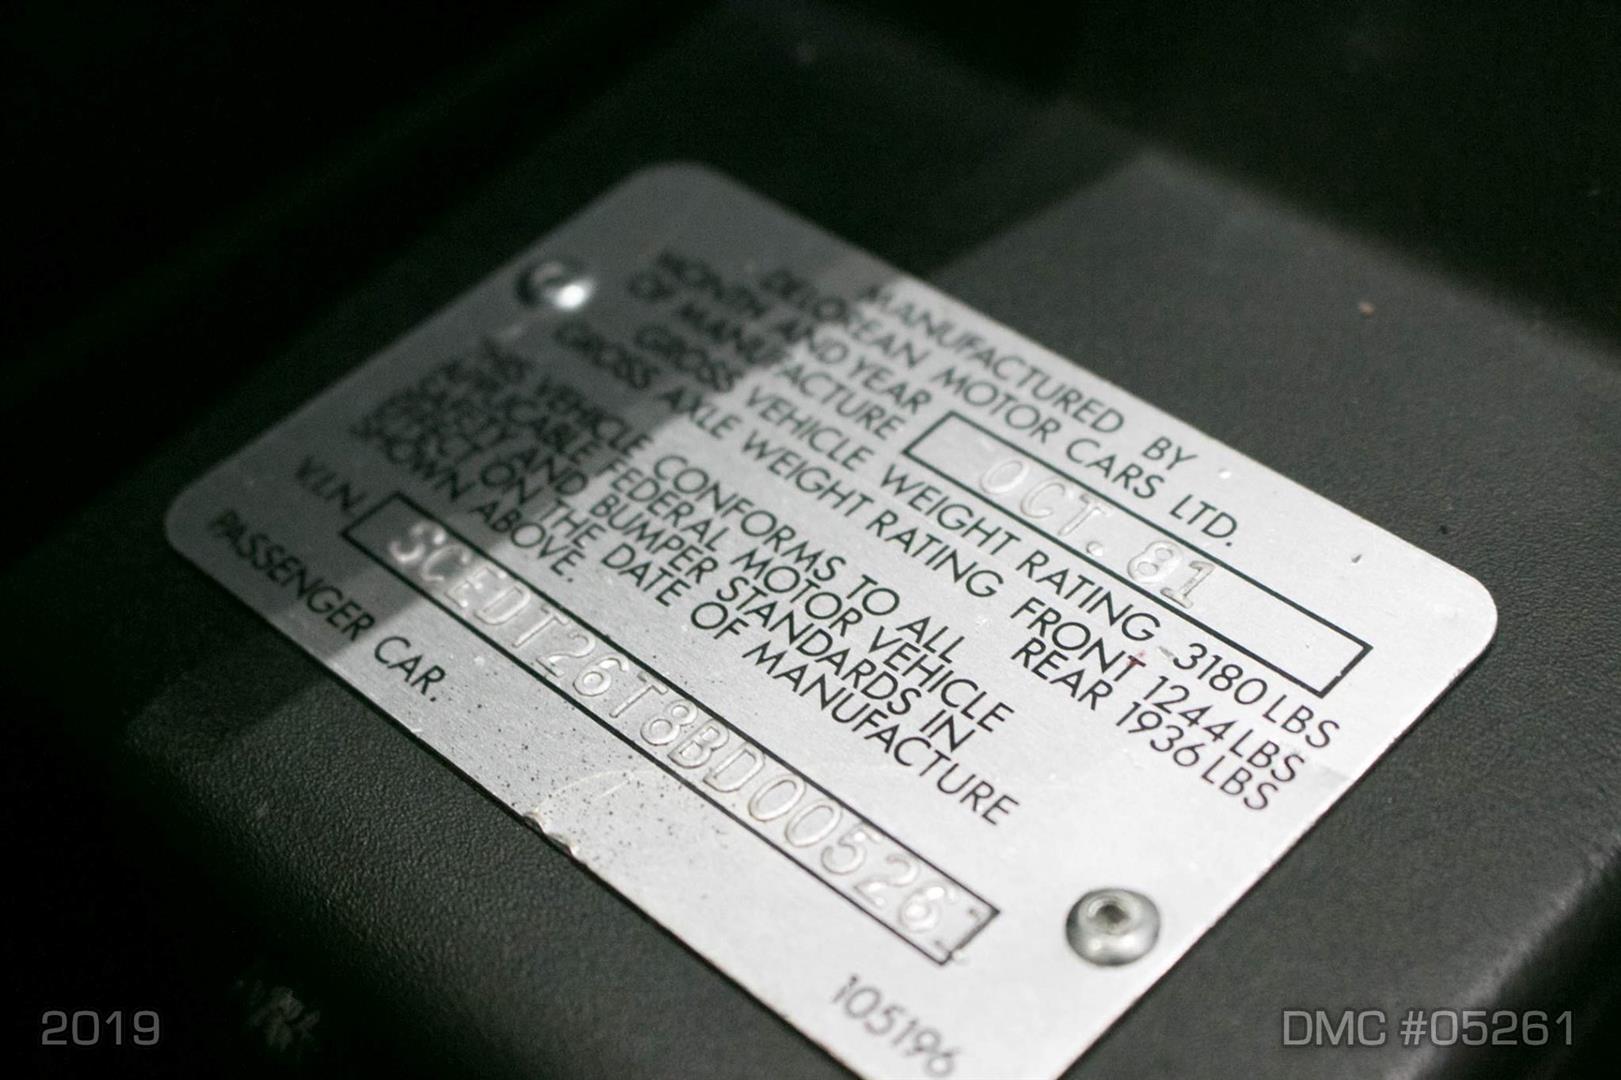 MANUFACTURED BY
DELOREAN MOTOR CARS LTD.
MONTH AND YEAR
OF MANUFACTURE OCT. 81
GROSS VEHICLE WEIGHT RATING 3180 LBS
GROSS AXLE WEIGHT RATING FRONT 1244 LBS
REAR 1936 LBS
THIS VEHICLE CONFORMS TO ALL
APPLICABLE FEDERAL MOTOR VEHICLE
SAFETY AND BUMPER STANDARDS IN
EFFECT ON THE DATE OF MANUFACTURE
SHOWN ABOVE.
V.I.N. SCEDT26T8BD005261
PASSENGER CAR.
105196
2019
DMC #05261